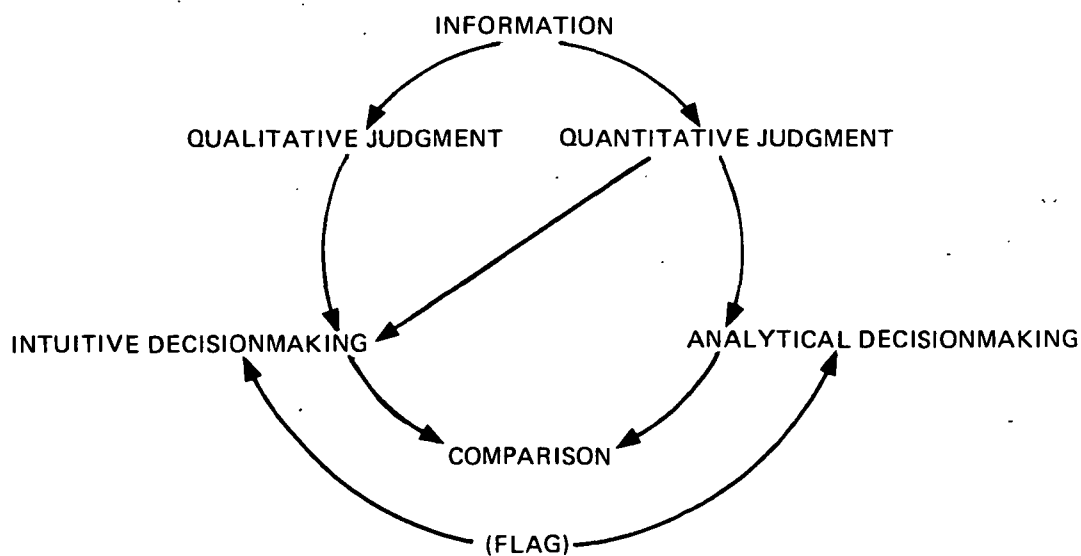 INFORMATION
QUALITATIVE JUDGMENT
QUANTITATIVE JUDGMENT
INTUITIVE DECISIONMAKING
ANALYTICAL DECISIONMAKING
COMPARISON
(FLAG)